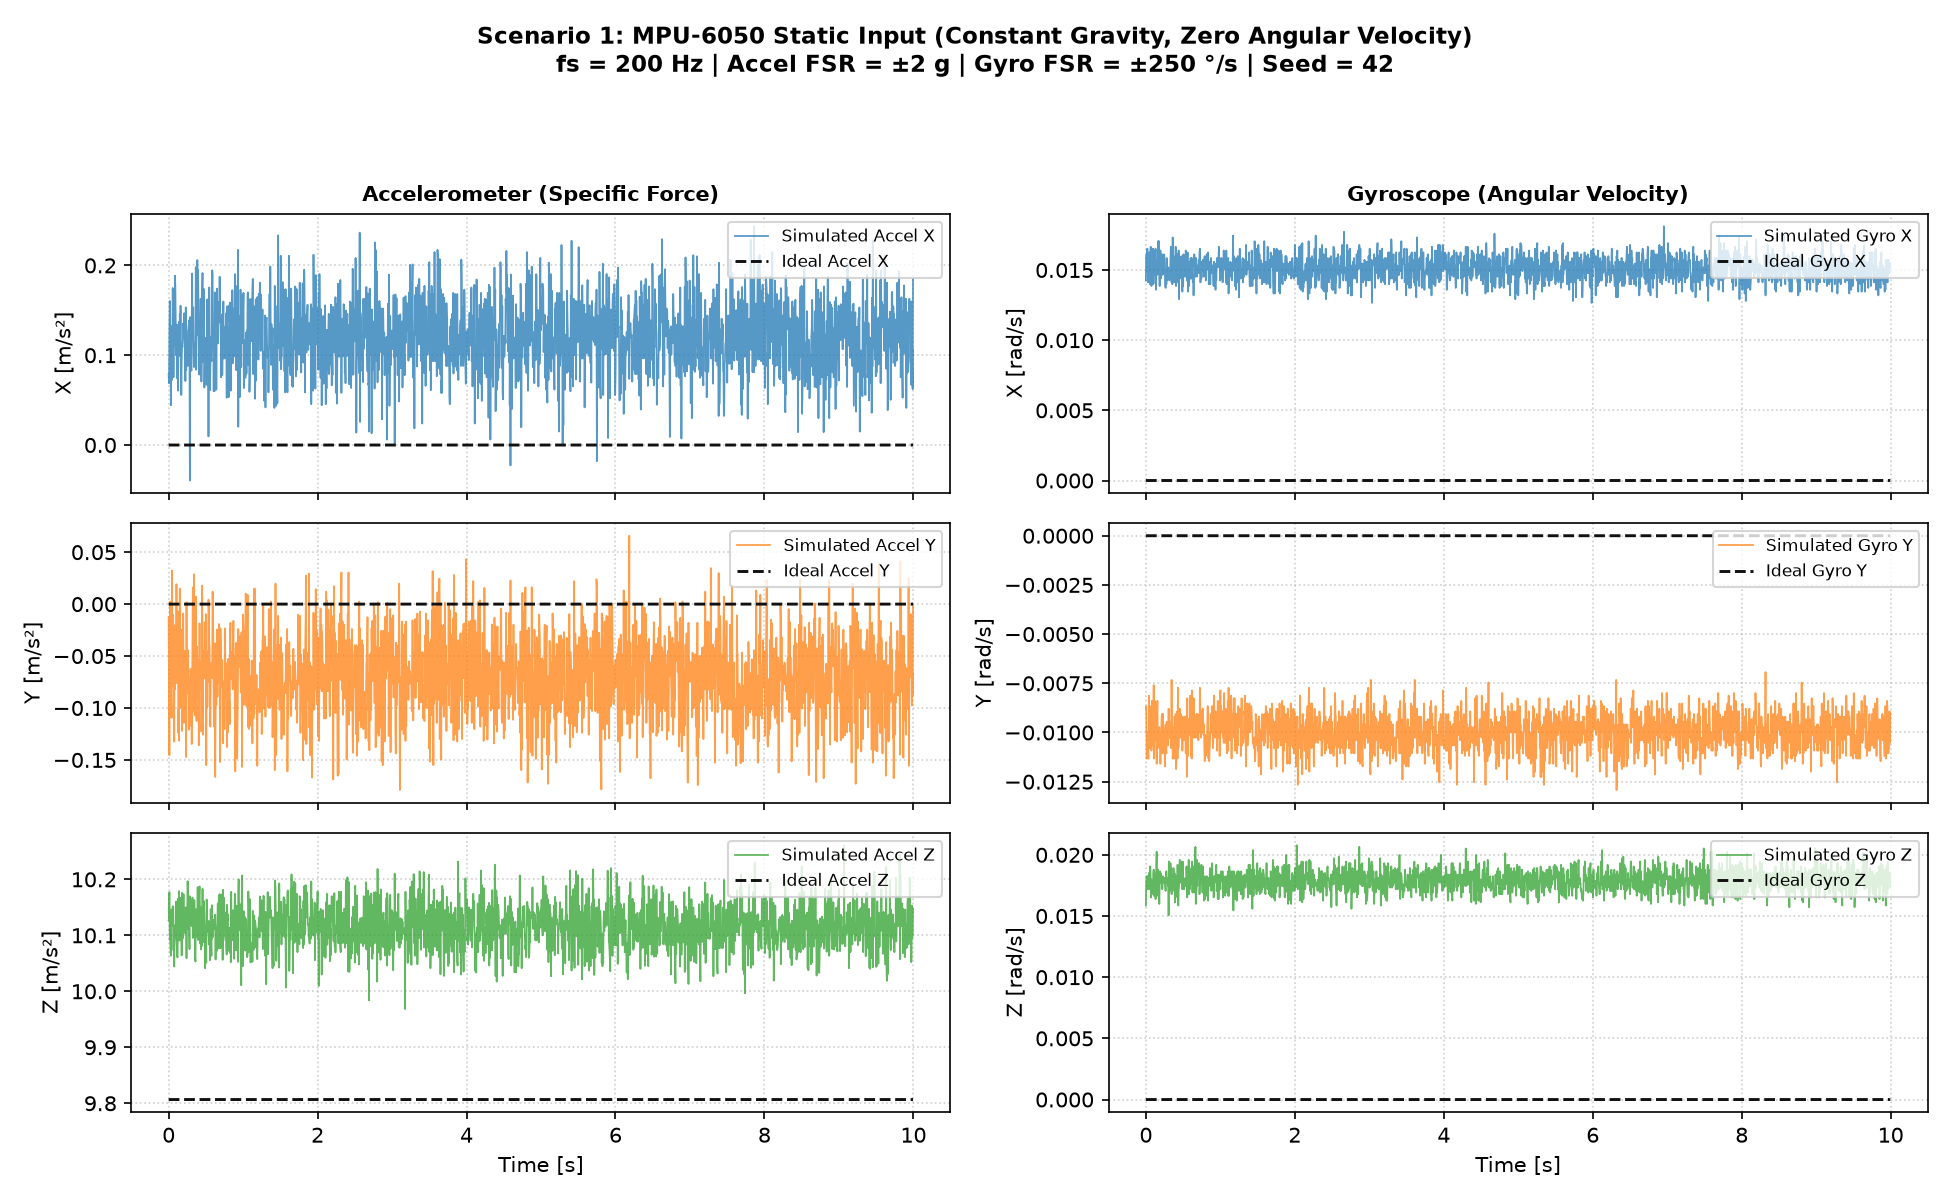 Scenario 1: MPU-6050 Static Input (Constant Gravity, Zero Angular Velocity)
fs = 200 Hz | Accel FSR = ±2 g | Gyro FSR = ±250 °/s | Seed = 42
Accelerometer (Specific Force)
X [m/s²]
0.2
0.1
0.0
Simulated Accel X
Ideal Accel X
Gyroscope (Angular Velocity)
X [rad/s]
0.015
0.010
0.005
0.000
Simulated Gyro X
Ideal Gyro X
Y [m/s²]
0.05
0.00
−0.05
−0.10
−0.15
Simulated Accel Y
Ideal Accel Y
Y [rad/s]
0.0000
−0.0025
−0.0050
−0.0075
−0.0100
−0.0125
Simulated Gyro Y
Ideal Gyro Y
Z [m/s²]
10.2
10.1
10.0
9.9
9.8
Simulated Accel Z
Ideal Accel Z
0 2 4 6 8 10
Time [s]
Z [rad/s]
0.020
0.015
0.010
0.005
0.000
Simulated Gyro Z
Ideal Gyro Z
0 2 4 6 8 10
Time [s]